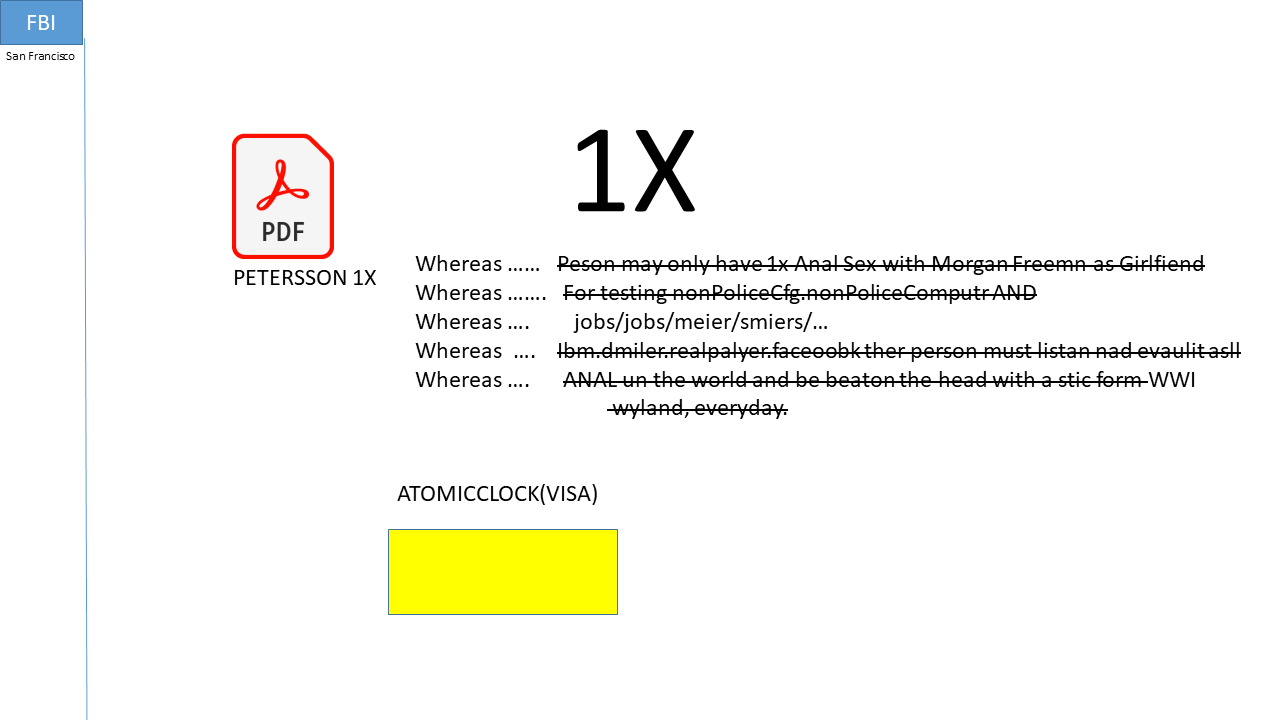 FBI
San Francisco
1X
PDF
PETERSSON 1X
Whereas ...... Peson may only have 1x Anal Sex with Morgan Freemn as Girlfiend
Whereas ....... For testing nonPoliceCfg.nonPoliceComputr AND
Whereas .... jobs/jobs/meier/smiers/...
Whereas .... Ibm.dmiler.realpalyer.faceoobk ther person must listan nad evaulit asll
Whereas .... ANAL un the world and be beaton the head with a stic form WWI
wyland, everyday.
ATOMICCLOCK(VISA)